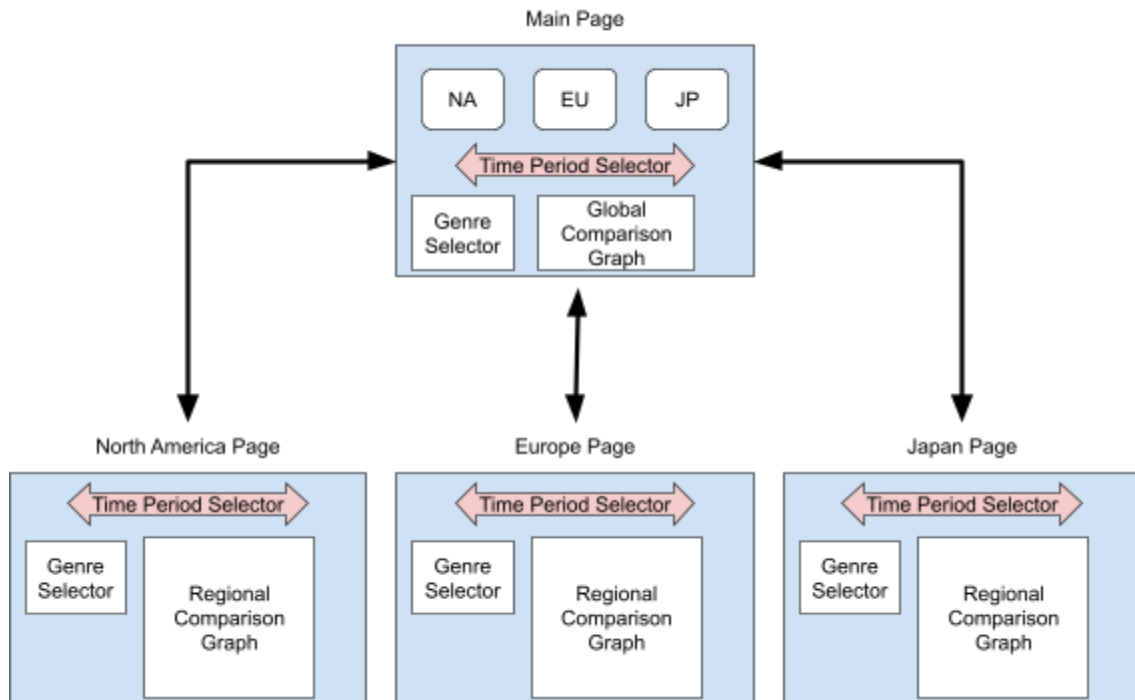 Main Page
NA
EU
JP
Time Period Selector
Genre
Selector
Global
Comparison
Graph
North America Page
Time Period Selector
Genre
Selector
Regional
Comparison
Graph
Europe Page
Time Period Selector
Genre
Selector
Regional
Comparison
Graph
Japan Page
Time Period Selector
Genre
Selector
Regional
Comparison
Graph